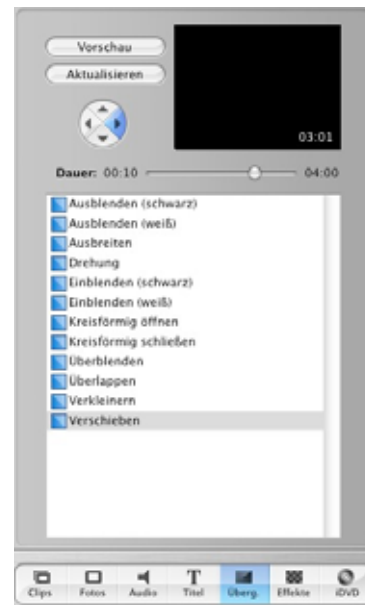 Vorschau
Aktualisieren
03:01
Dauer: 00:10 04:00
Ausblenden (schwarz)
Ausblenden (weiß)
Ausbreiten
Drehung
Einblenden (schwarz)
Einblenden (weiß)
Kreisförmig öffnen
Kreisförmig schließen
Überblenden
Überlappen
Verkleinern
Verschieben
Clips Fotos Audio Titel Überg. Effekte iDVD